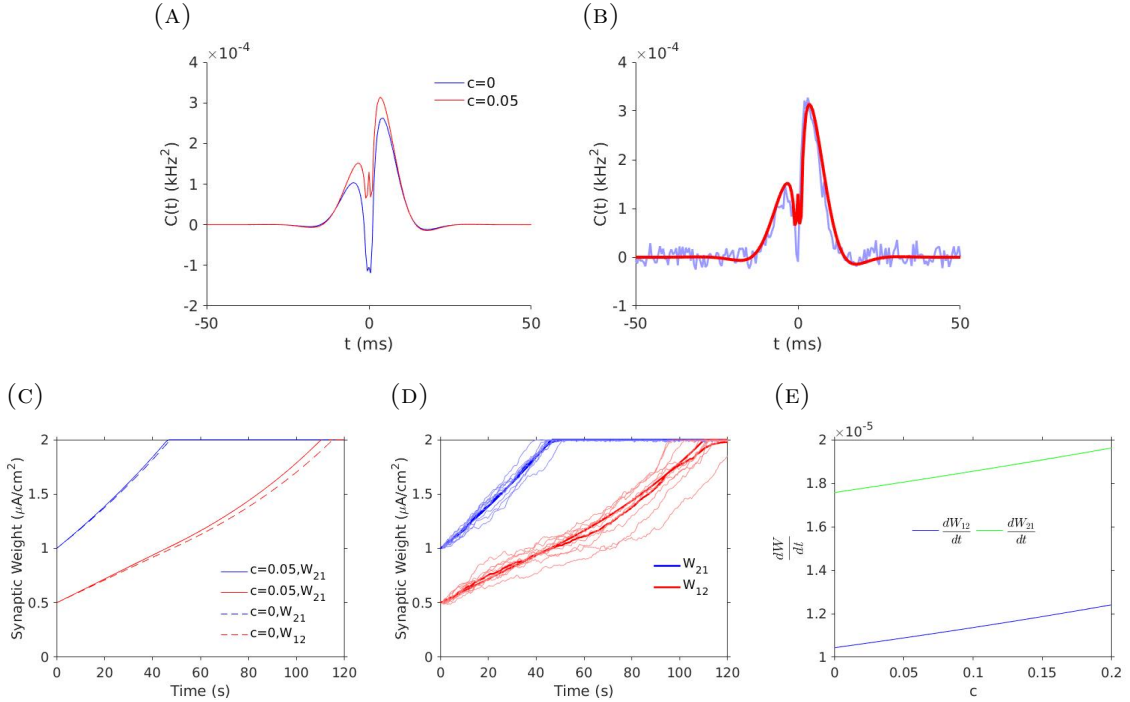 (A)
×10⁻⁴
4
3
2
1
0
-1
-2
C(t) (kHz²)
-50
0
50
t (ms)
c=0
c=0.05
(B)
×10⁻⁴
4
3
2
1
0
-1
C(t) (kHz²)
-50
0
50
t (ms)
(C)
2
1.5
1
0.5
0
Synaptic Weight (μA/cm²)
0 20 40 60 80 100 120
Time (s)
c=0.05,W₂₁
c=0.05,W₂₁
c=0,W₂₁
c=0,W₁₂
(D)
2
1.5
1
0.5
0
Synaptic Weight (μA/cm²)
0 20 40 60 80 100 120
Time (s)
W₂₁
W₁₂
(E)
×10⁻⁵
2
1.8
1.6
1.4
1.2
1
dW/dt
0 0.05 0.1 0.15 0.2
c
dW₁₂/dt dW₂₁/dt